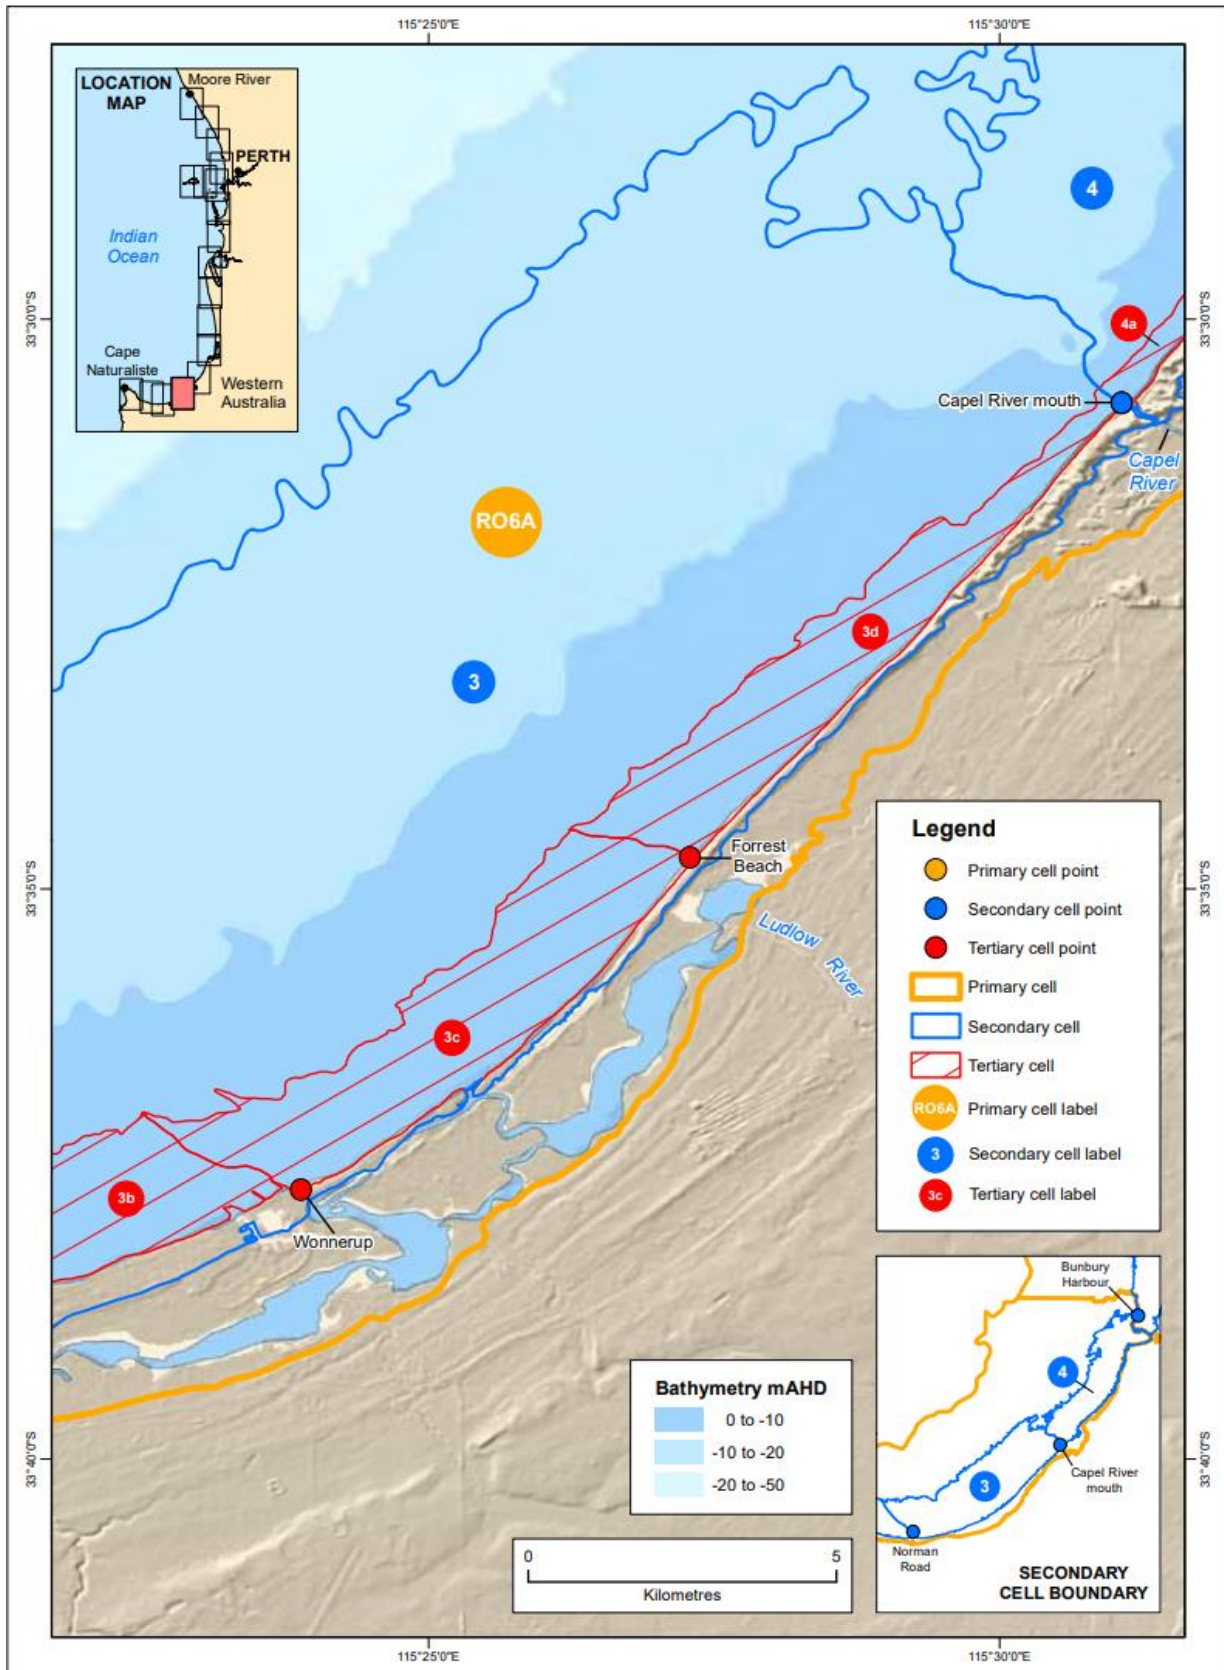 115°25'0"E
115°30'0"E
LOCATION
MAP
Moore River
PERTH
Indian
Ocean
Cape
Naturaliste
Western
Australia
33°30'0"S
33°30'0"S
4
4a
Capel River mouth
Capel
River
RO6A
3d
3
Forrest
Beach
33°35'0"S
33°35'0"S
Ludlow
River
3c
3b
Wonnerup
Legend
Primary cell point
Secondary cell point
Tertiary cell point
Primary cell
Secondary cell
Tertiary cell
RO6A Primary cell label
3 Secondary cell label
3c Tertiary cell label
Bathymetry mAHD
0 to -10
-10 to -20
-20 to -50
0 5
Kilometres
Bunbury
Harbour
4
Capel River
mouth
3
Norman
Road
SECONDARY
CELL BOUNDARY
33°40'0"S
33°40'0"S
115°25'0"E
115°30'0"E